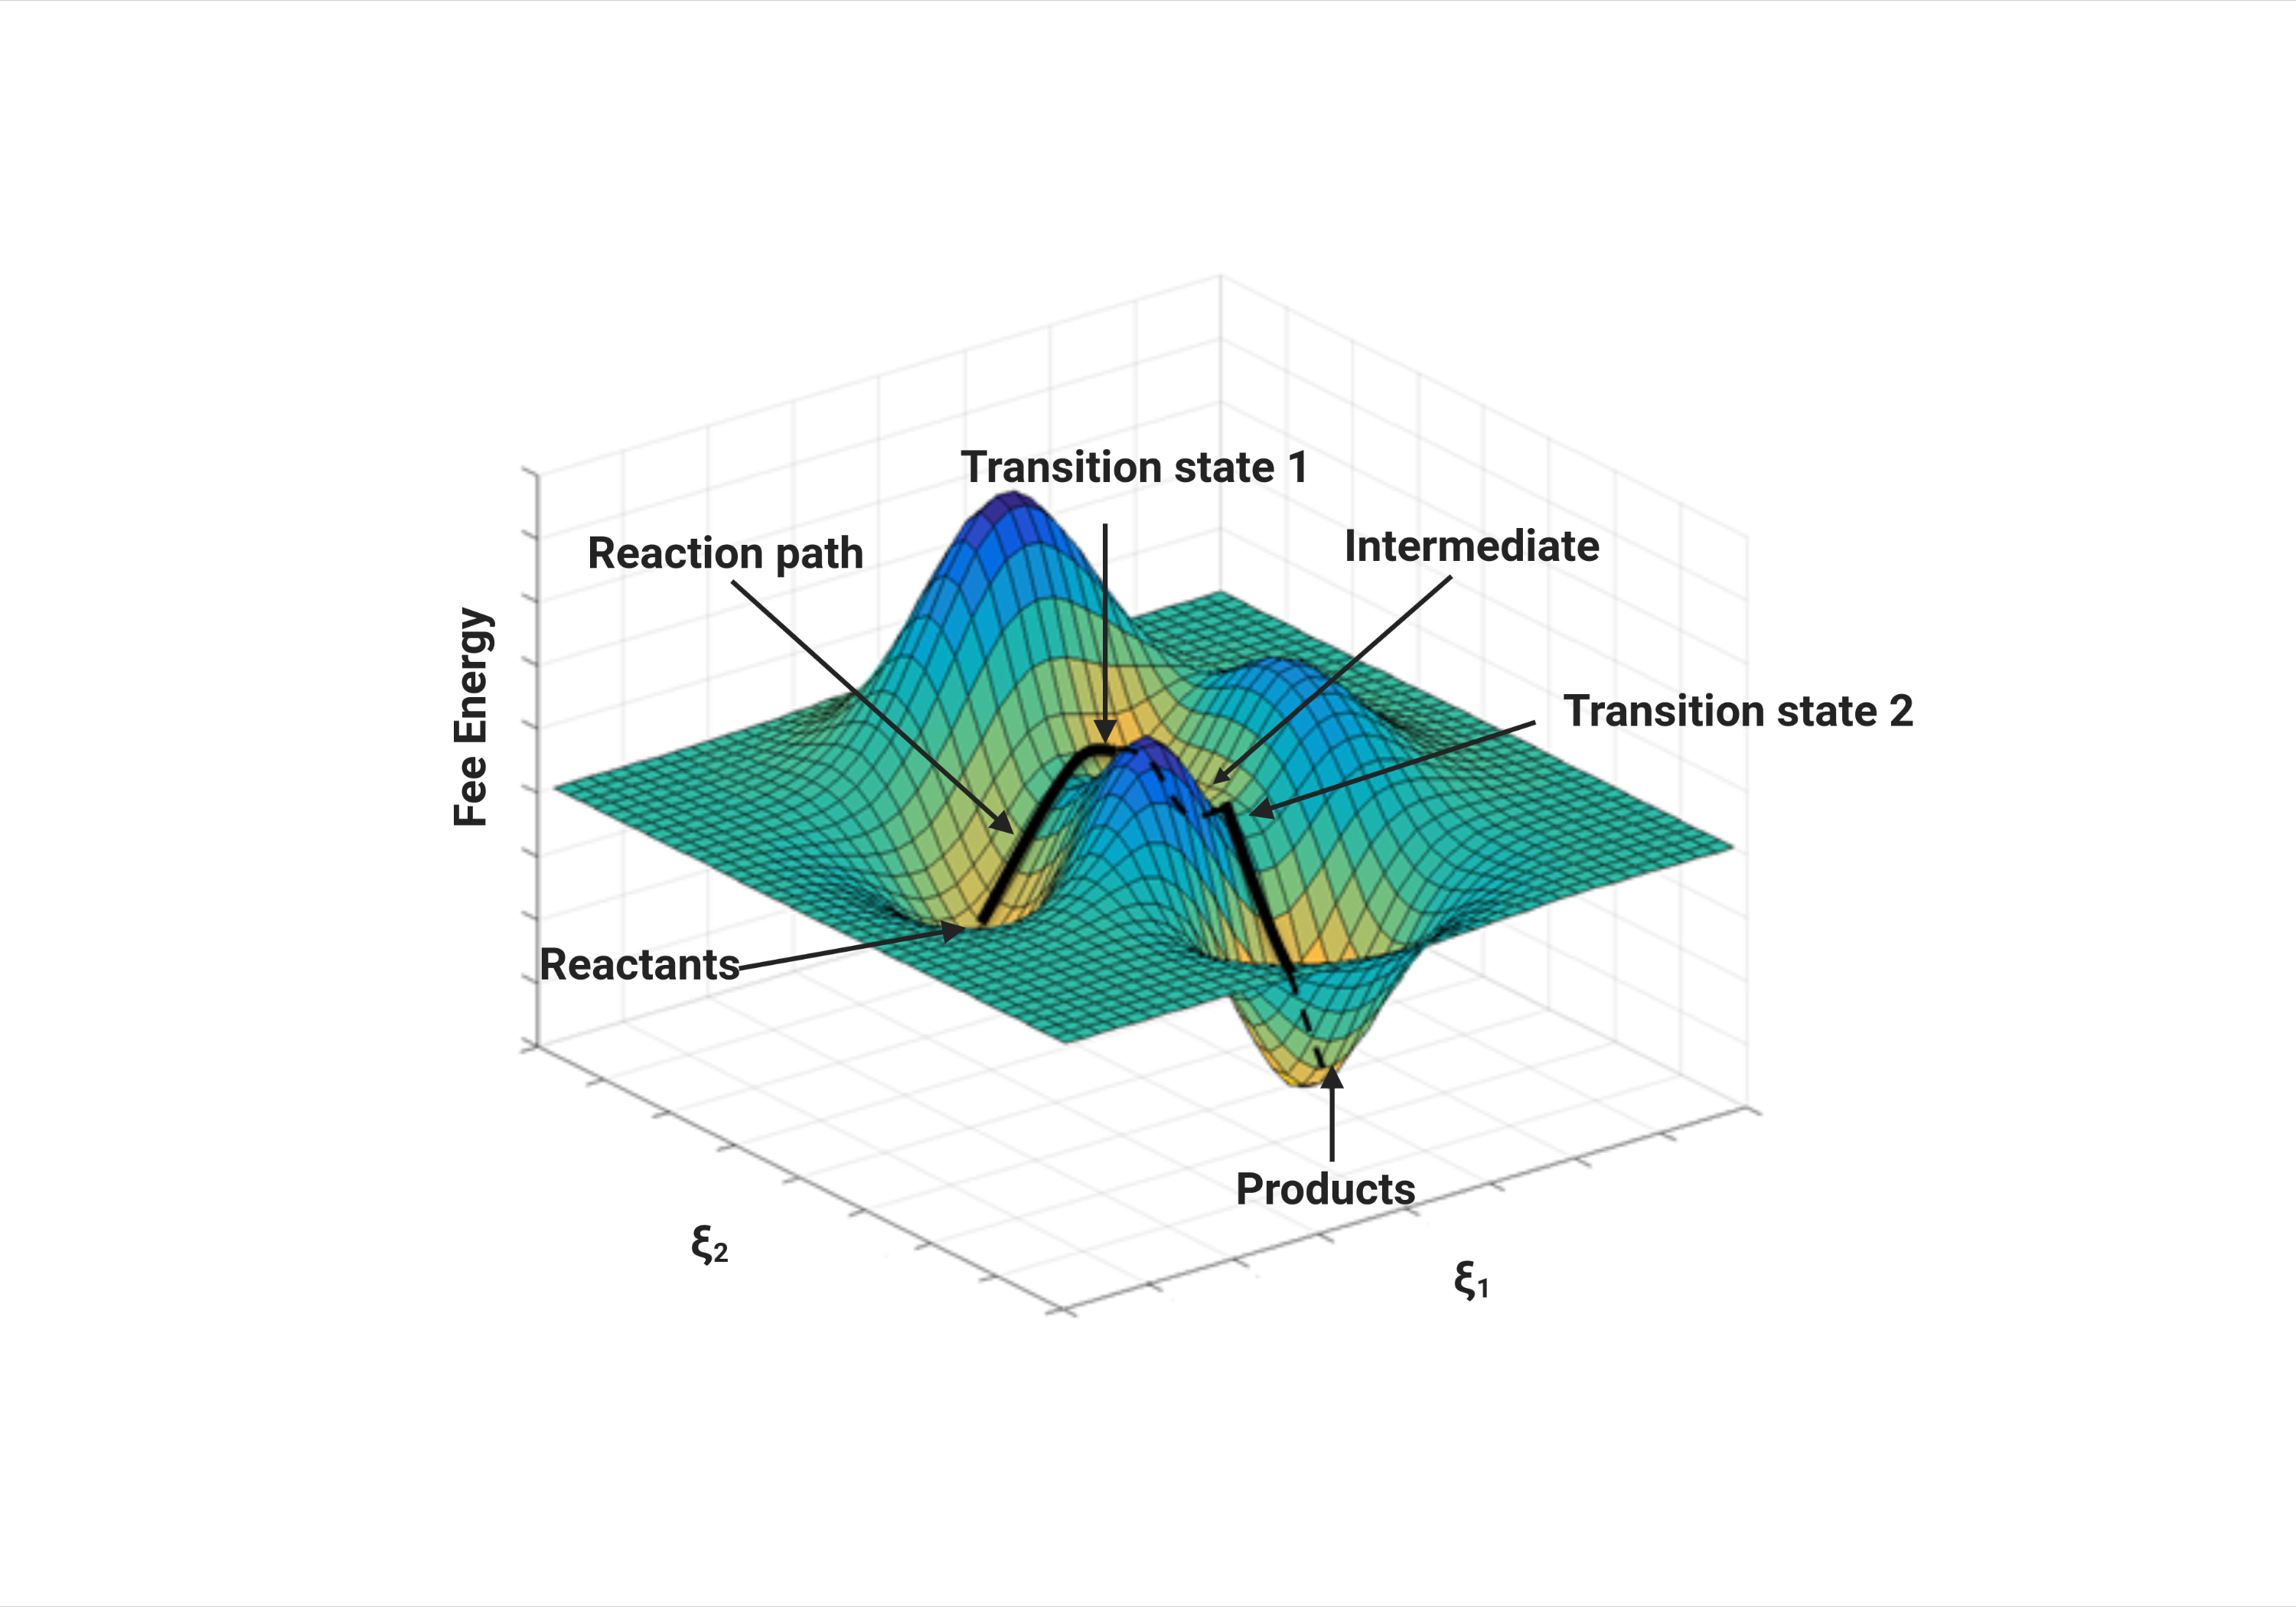 Transition state 1
Reaction path
Intermediate
Transition state 2
Fee Energy
Reactants
Products
ξ₂
ξ₁